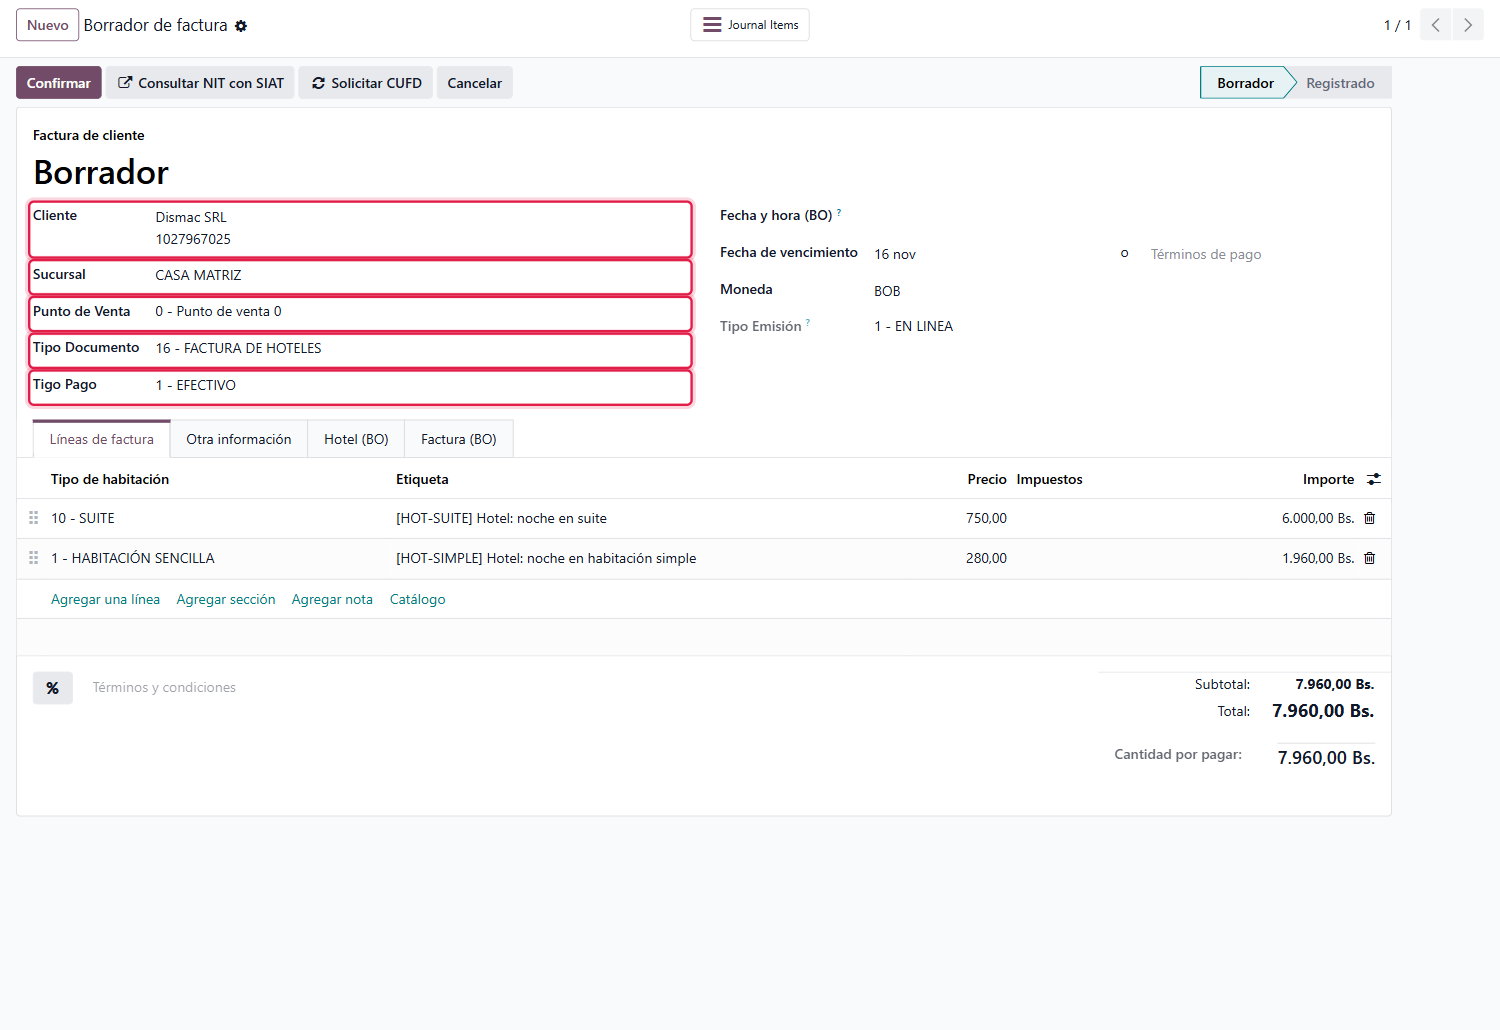 Nuevo Borrador de factura
Journal Items
1 / 1
Confirmar Consultar NIT con SIAT Solicitar CUFD Cancelar
Borrador Registrado
Factura de cliente
Borrador
Cliente Dismac SRL
1027967025
Sucursal CASA MATRIZ
Punto de Venta 0 - Punto de venta 0
Tipo Documento 16 - FACTURA DE HOTELES
Tigo Pago 1 - EFECTIVO
Fecha y hora (BO) ?
Fecha de vencimiento 16 nov o Términos de pago
Moneda BOB
Tipo Emisión ? 1 - EN LINEA
Líneas de factura Otra información Hotel (BO) Factura (BO)
Tipo de habitación Etiqueta Precio Impuestos Importe
10 - SUITE [HOT-SUITE] Hotel: noche en suite 750,00 6.000,00 Bs.
1 - HABITACIÓN SENCILLA [HOT-SIMPLE] Hotel: noche en habitación simple 280,00 1.960,00 Bs.
Agregar una línea Agregar sección Agregar nota Catálogo
% Términos y condiciones
Subtotal: 7.960,00 Bs.
Total: 7.960,00 Bs.
Cantidad por pagar: 7.960,00 Bs.